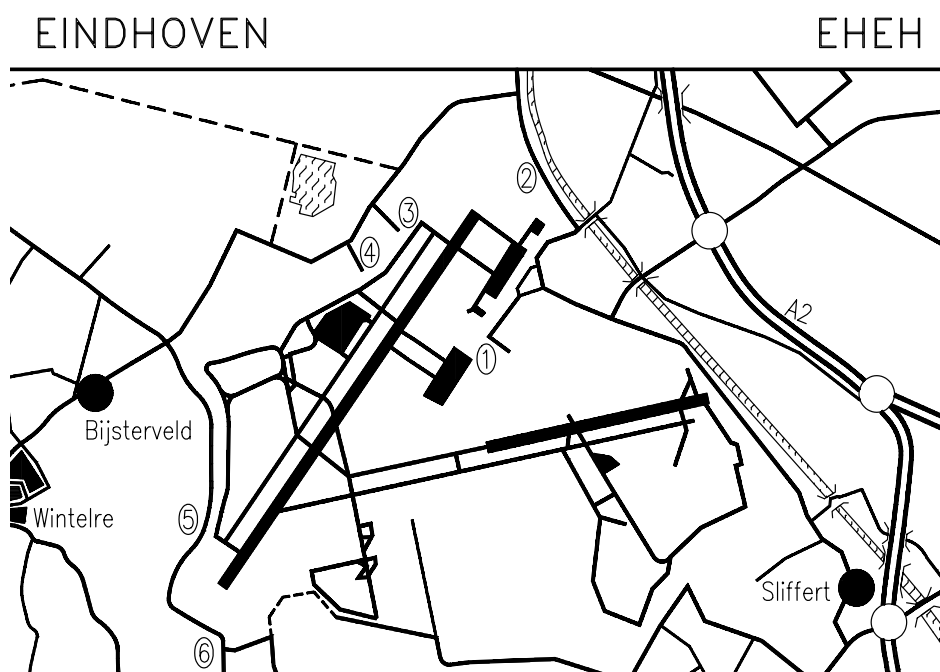 EINDHOVEN EHEH
2
3
4
A2
1
Bijsterveld
Wintelre
5
Sliffert
6